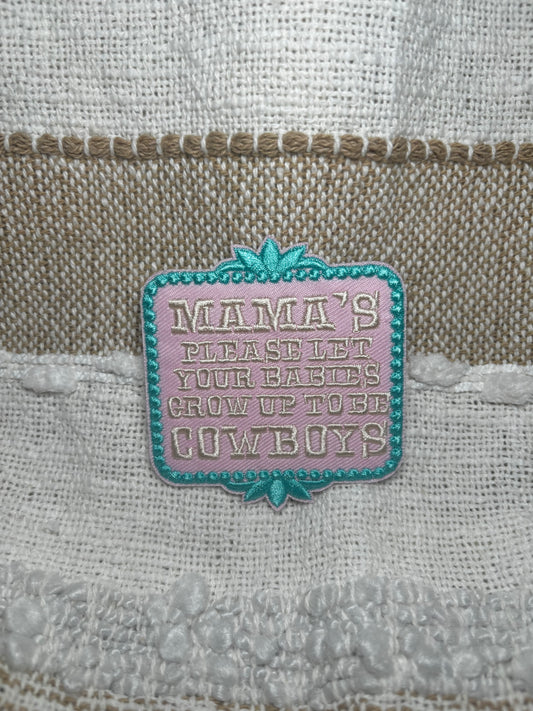 MAMA'S
PLEASE LET
YOUR BABIES
GROW UP TO BE
COWBOYS